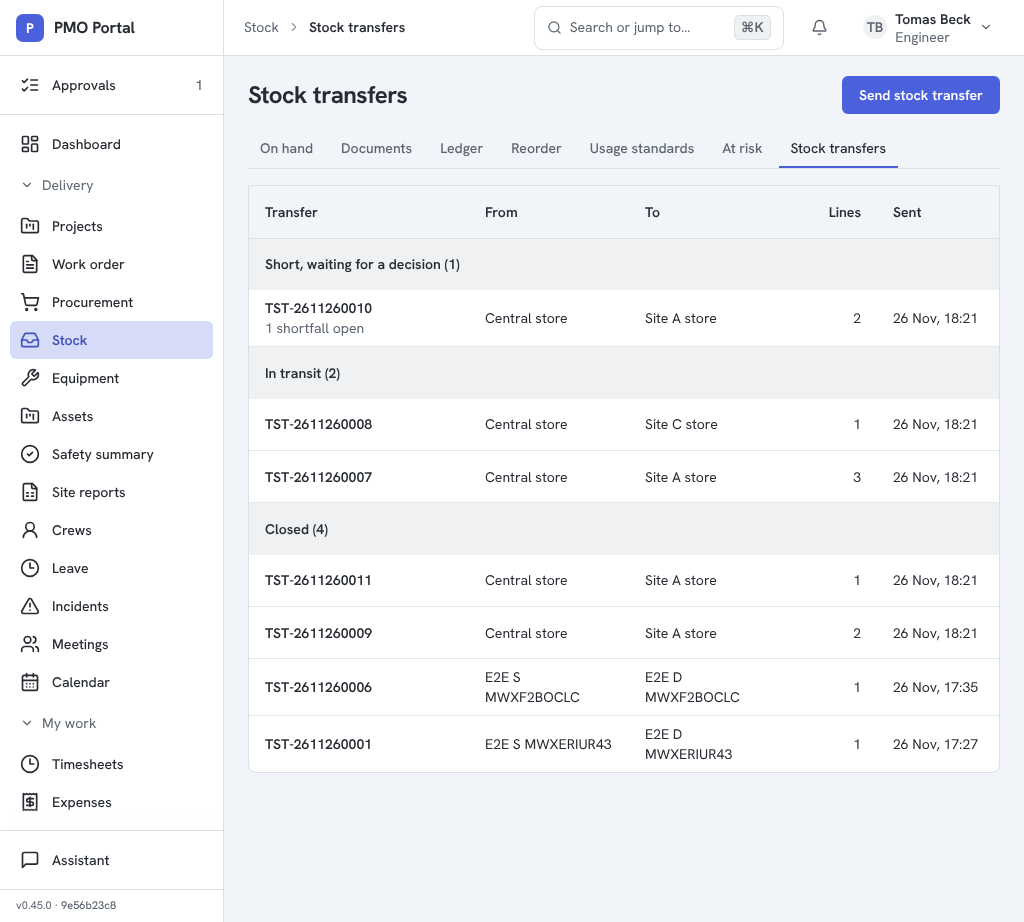 P PMO Portal
Stock > Stock transfers
Search or jump to...
⌘K
TB
Tomas Beck
Engineer
Approvals 1
Dashboard
Delivery
Projects
Work order
Procurement
Stock
Equipment
Assets
Safety summary
Site reports
Crews
Leave
Incidents
Meetings
Calendar
My work
Timesheets
Expenses
Assistant
v0.45.0 · 9e56b23c8
Stock transfers
Send stock transfer
On hand Documents Ledger Reorder Usage standards At risk Stock transfers
Transfer From To Lines Sent
Short, waiting for a decision (1)
TST-2611260010 Central store Site A store 2 26 Nov, 18:21
1 shortfall open
In transit (2)
TST-2611260008 Central store Site C store 1 26 Nov, 18:21
TST-2611260007 Central store Site A store 3 26 Nov, 18:21
Closed (4)
TST-2611260011 Central store Site A store 1 26 Nov, 18:21
TST-2611260009 Central store Site A store 2 26 Nov, 18:21
TST-2611260006 E2E S MWXF2BOCLC E2E D MWXF2BOCLC 1 26 Nov, 17:35
TST-2611260001 E2E S MWXERIUR43 E2E D MWXERIUR43 1 26 Nov, 17:27